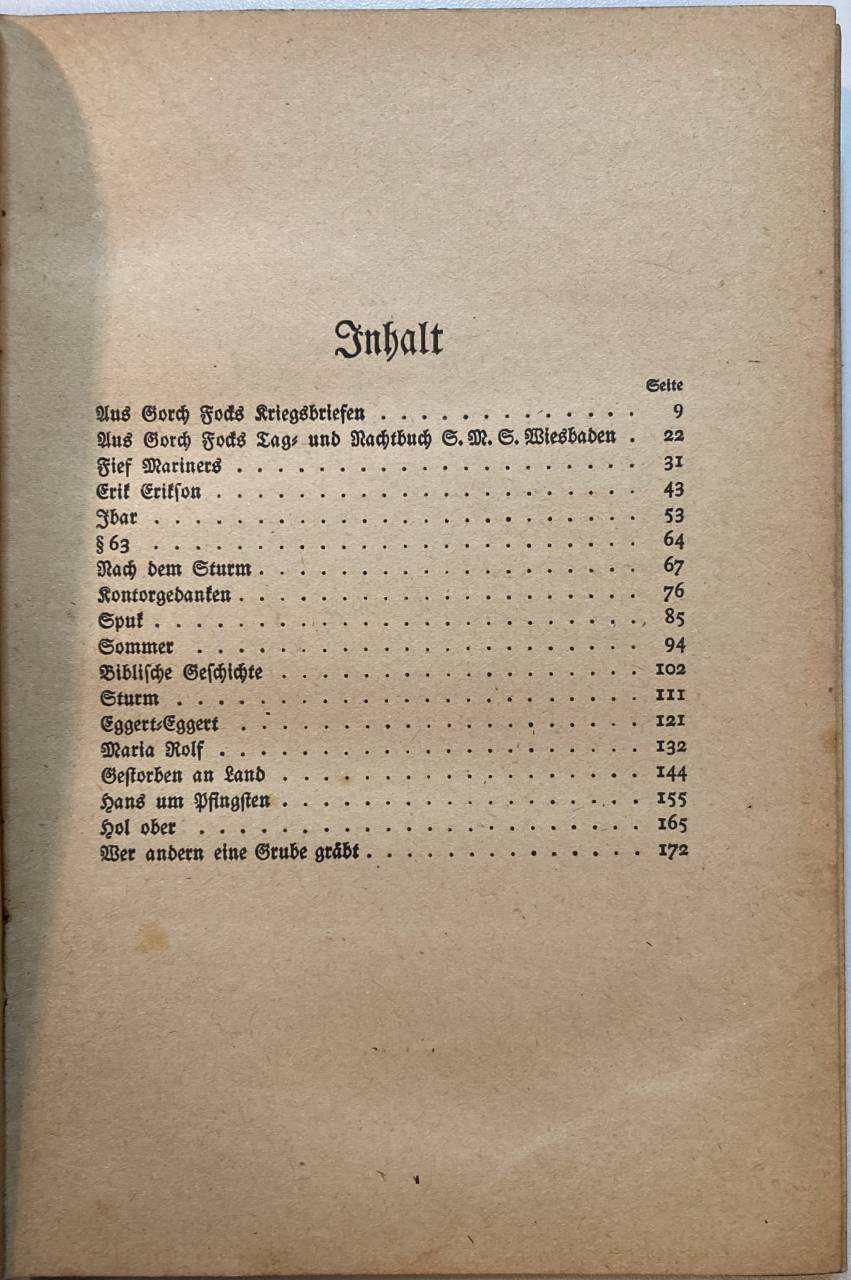 Inhalt
Seite
Aus Gorch Focks Kriegsbriefen . . . . . . . . . . . . . 9
Aus Gorch Focks Tag- und Nachtbuch S. M. S. Wiesbaden . 22
Fief Mariners . . . . . . . . . . . . . . . . . . . . 31
Erik Erikson . . . . . . . . . . . . . . . . . . . . . 43
Ibar . . . . . . . . . . . . . . . . . . . . . . . . 53
§ 63 . . . . . . . . . . . . . . . . . . . . . . . . 64
Nach dem Sturm . . . . . . . . . . . . . . . . . . . 67
Kontorgedanken . . . . . . . . . . . . . . . . . . . . 76
Spuk . . . . . . . . . . . . . . . . . . . . . . . . 85
Sommer . . . . . . . . . . . . . . . . . . . . . . 94
Biblische Geschichte . . . . . . . . . . . . . . . . . . 102
Sturm . . . . . . . . . . . . . . . . . . . . . . . 111
Eggert-Eggert . . . . . . . . . . . . . . . . . . . . 121
Maria Rolf . . . . . . . . . . . . . . . . . . . . . 132
Gestorben an Land . . . . . . . . . . . . . . . . . . 144
Hans um Pfingsten . . . . . . . . . . . . . . . . . . 155
Hol ober . . . . . . . . . . . . . . . . . . . . . . 165
Wer andern eine Grube gräbt . . . . . . . . . . . . . . 172